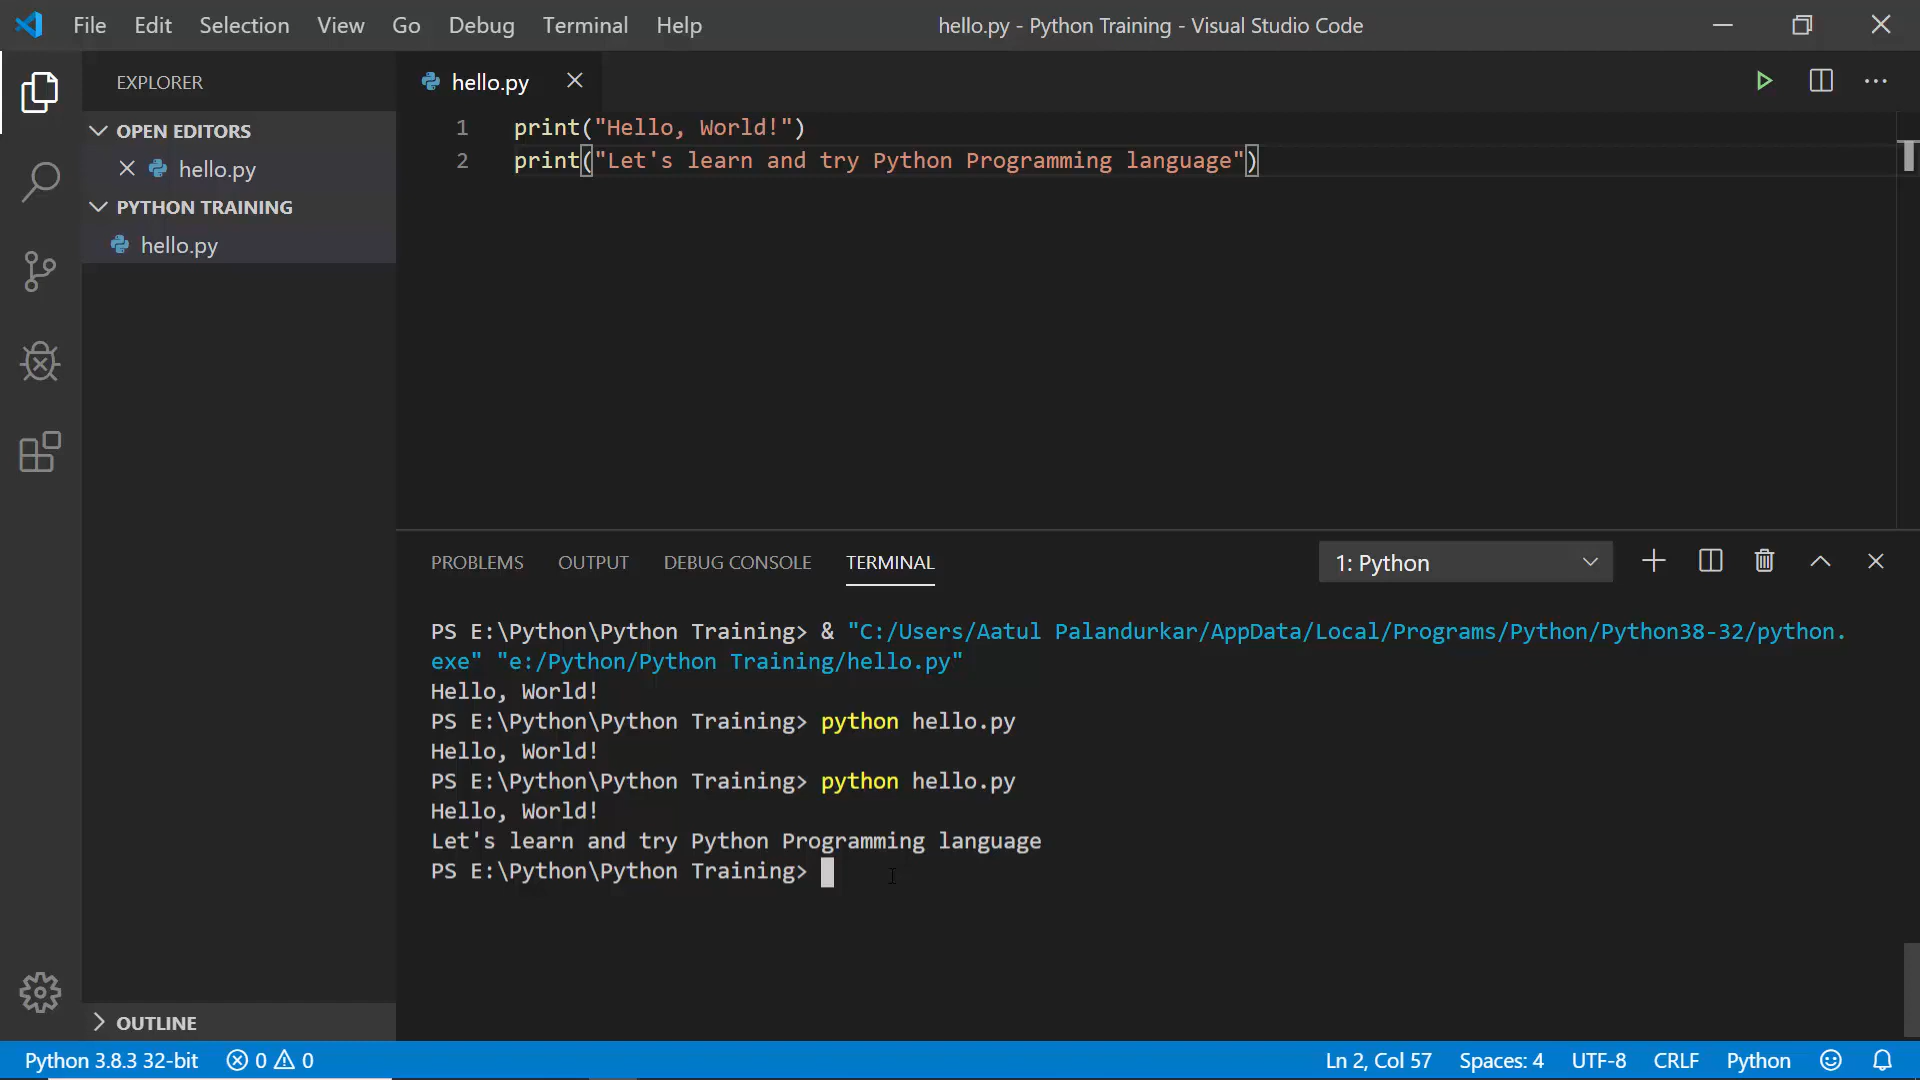 File Edit Selection View Go Debug Terminal Help
hello.py - Python Training - Visual Studio Code
EXPLORER
OPEN EDITORS
hello.py
PYTHON TRAINING
hello.py
OUTLINE
hello.py
1 print("Hello, World!")
2 print("Let's learn and try Python Programming language")
PROBLEMS OUTPUT DEBUG CONSOLE TERMINAL
1: Python
PS E:\Python\Python Training> & "C:/Users/Aatul Palandurkar/AppData/Local/Programs/Python/Python38-32/python.
exe" "e:/Python/Python Training/hello.py"
Hello, World!
PS E:\Python\Python Training> python hello.py
Hello, World!
PS E:\Python\Python Training> python hello.py
Hello, World!
Let's learn and try Python Programming language
PS E:\Python\Python Training>
Python 3.8.3 32-bit 0 0
Ln 2, Col 57 Spaces: 4 UTF-8 CRLF Python